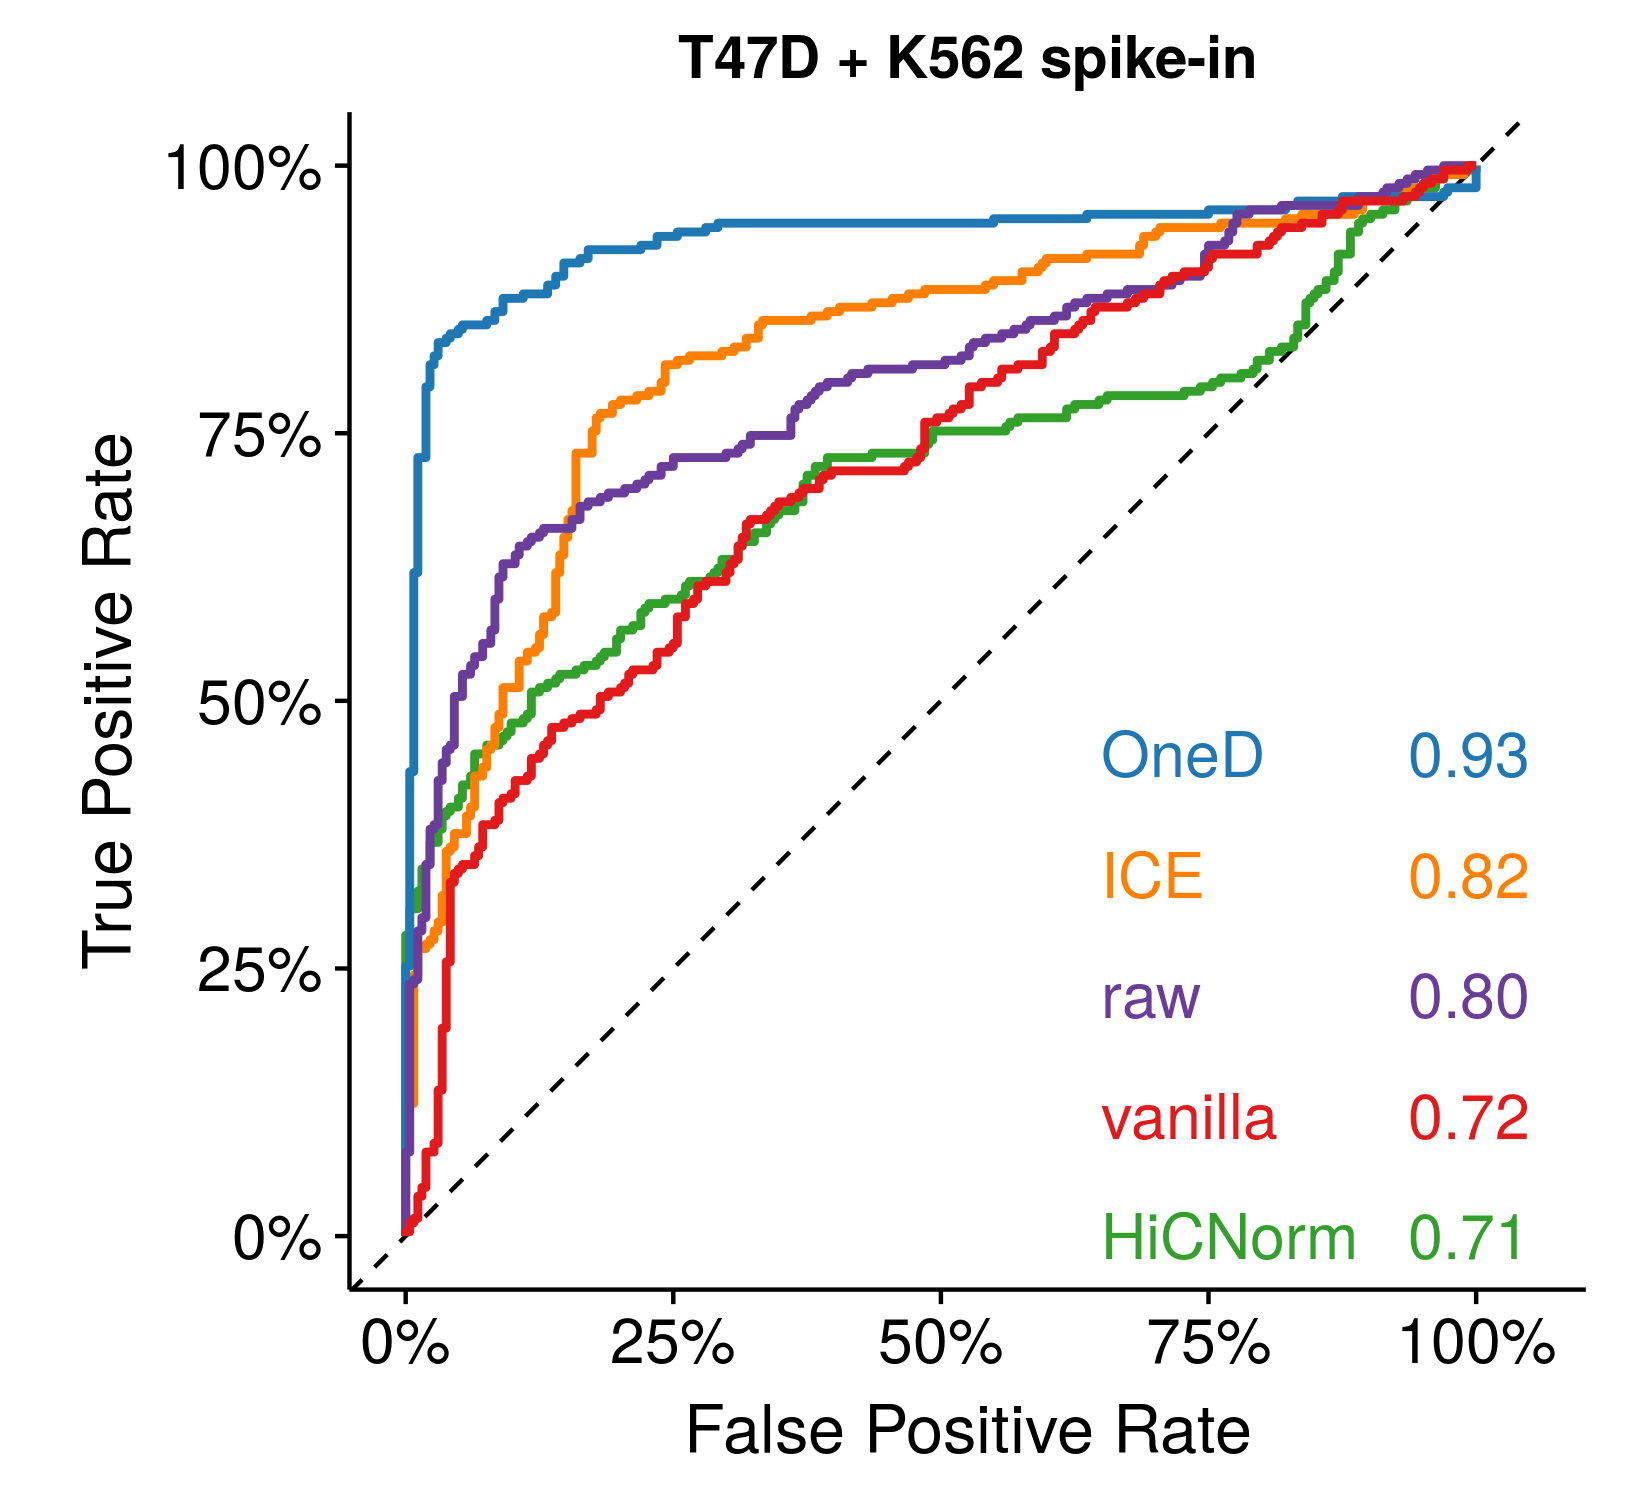 T47D + K562 spike-in
True Positive Rate
100%
75%
50%
25%
0%
OneD 0.93
ICE 0.82
raw 0.80
vanilla 0.72
HiCNorm 0.71
0% 25% 50% 75% 100%
False Positive Rate